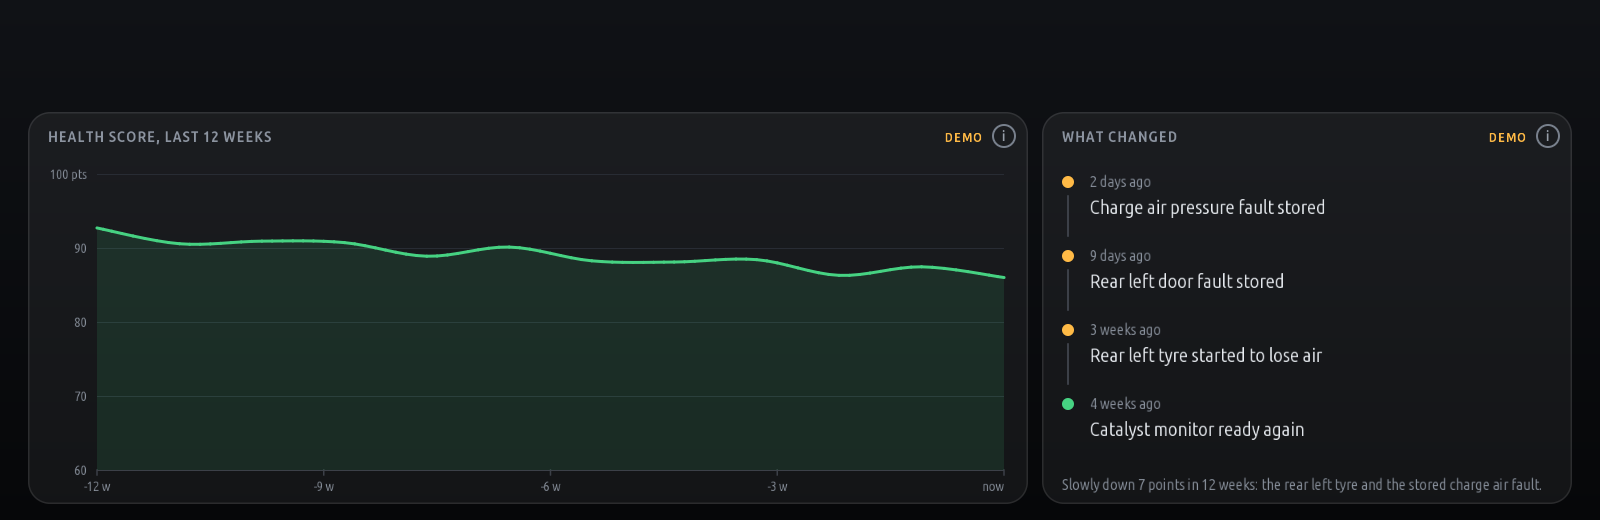 HEALTH SCORE, LAST 12 WEEKS
DEMO i
100 pts
90
80
70
60
-12 w -9 w -6 w -3 w now
WHAT CHANGED
DEMO i
2 days ago
Charge air pressure fault stored
9 days ago
Rear left door fault stored
3 weeks ago
Rear left tyre started to lose air
4 weeks ago
Catalyst monitor ready again
Slowly down 7 points in 12 weeks: the rear left tyre and the stored charge air fault.